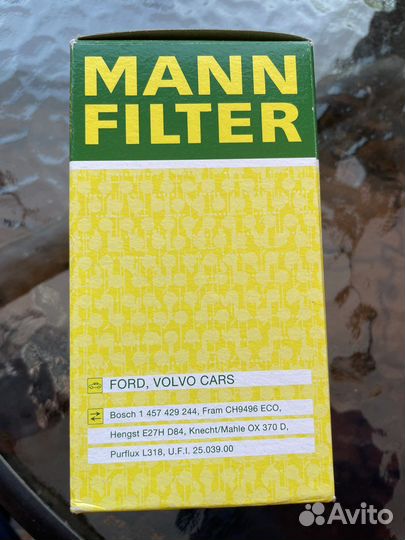 MANN
FILTER
FORD, VOLVO CARS
Bosch 1 457 429 244, Fram CH9496 ECO,
Hengst E27H D84, Knecht/Mahle OX 370 D,
Purflux L318, U.F.I. 25.039.00
Avito